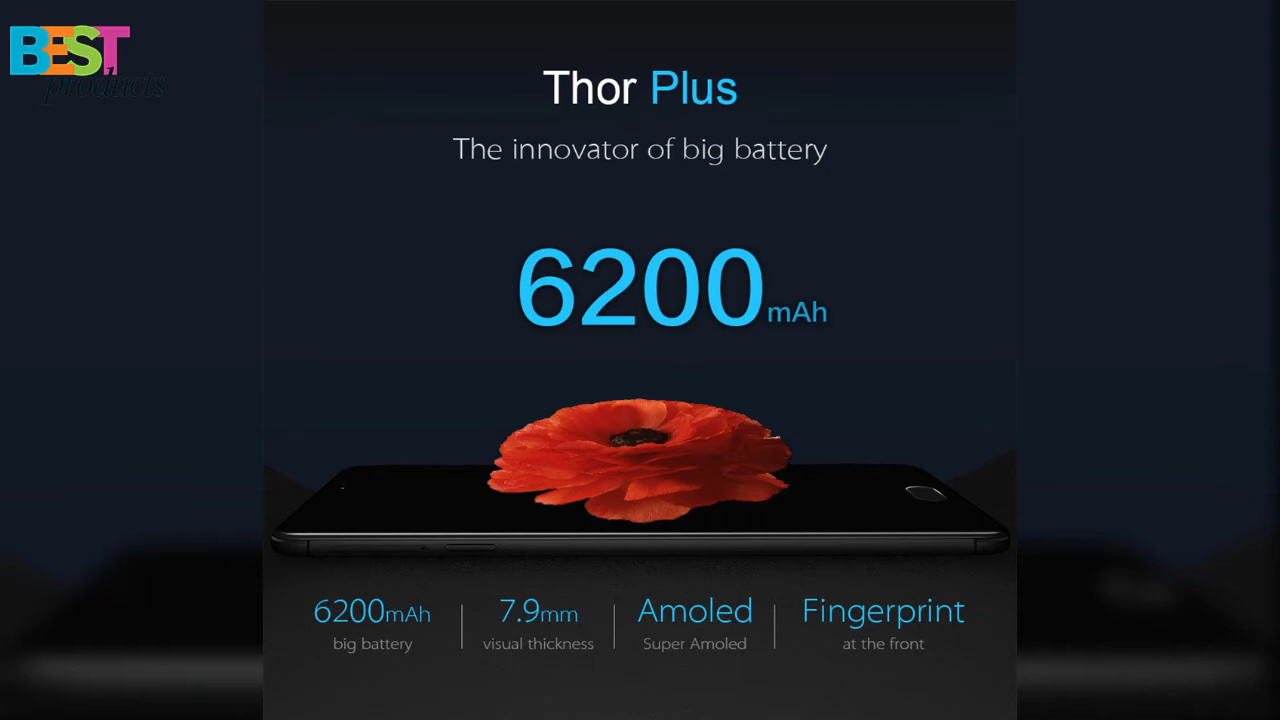 BEST
products
Thor Plus
The innovator of big battery
6200mAh
6200mAh
big battery
7.9mm
visual thickness
Amoled
Super Amoled
Fingerprint
at the front